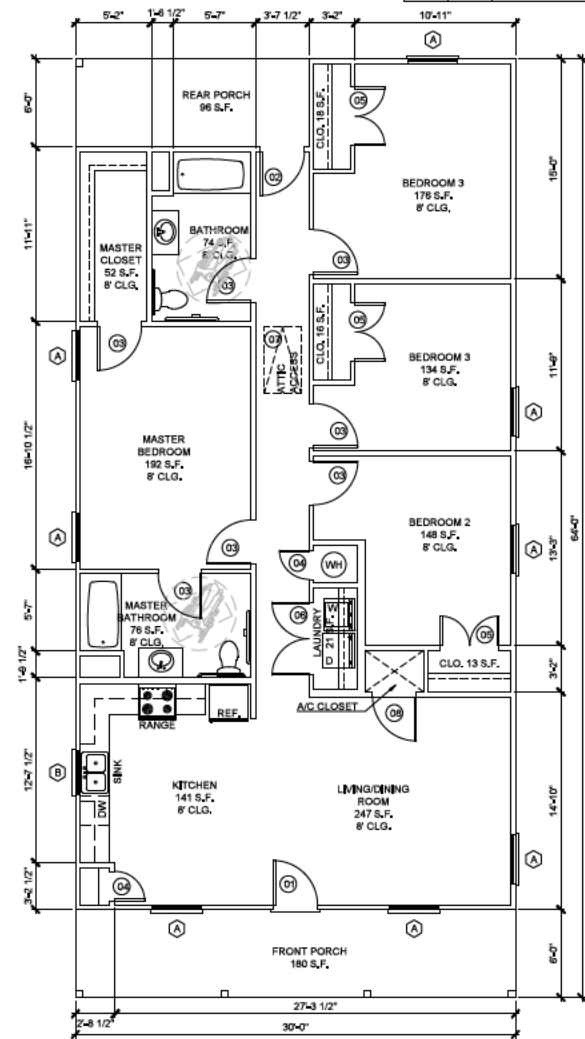 5'-2"
1'-6 1/2"
5'-7"
3'-7 1/2"
3'-2"
10'-11"
A
6'-0"
REAR PORCH
96 S.F.
CLO. 18 S.F.
05
15'-0"
02
BEDROOM 3
176 S.F.
8' CLG.
11'-11"
BATHROOM
74 S.F.
8' CLG.
MASTER
CLOSET
52 S.F.
8' CLG.
03
03
03
A
07
ATTIC
ACCESS
CLO. 16 S.F.
05
BEDROOM 3
134 S.F.
8' CLG.
A
03
16'-10 1/2"
MASTER
BEDROOM
192 S.F.
8' CLG.
64'-0"
03
A
03
BEDROOM 2
148 S.F.
8' CLG.
A
13'-3"
04
WH
5'-7"
03
MASTER
BATHROOM
76 S.F.
8' CLG.
06
LAUNDRY
21 S.F.
W
D
05
CLO. 13 S.F.
3'-2"
A/C CLOSET
08
RANGE
REF.
SINK
DW
B
12'-7 1/2"
KITCHEN
141 S.F.
8' CLG.
LIVING/DINING
ROOM
247 S.F.
8' CLG.
14'-10"
A
3'-2 1/2"
04
01
A
A
FRONT PORCH
180 S.F.
6'-0"
27'-3 1/2"
2'-8 1/2"
30'-0"